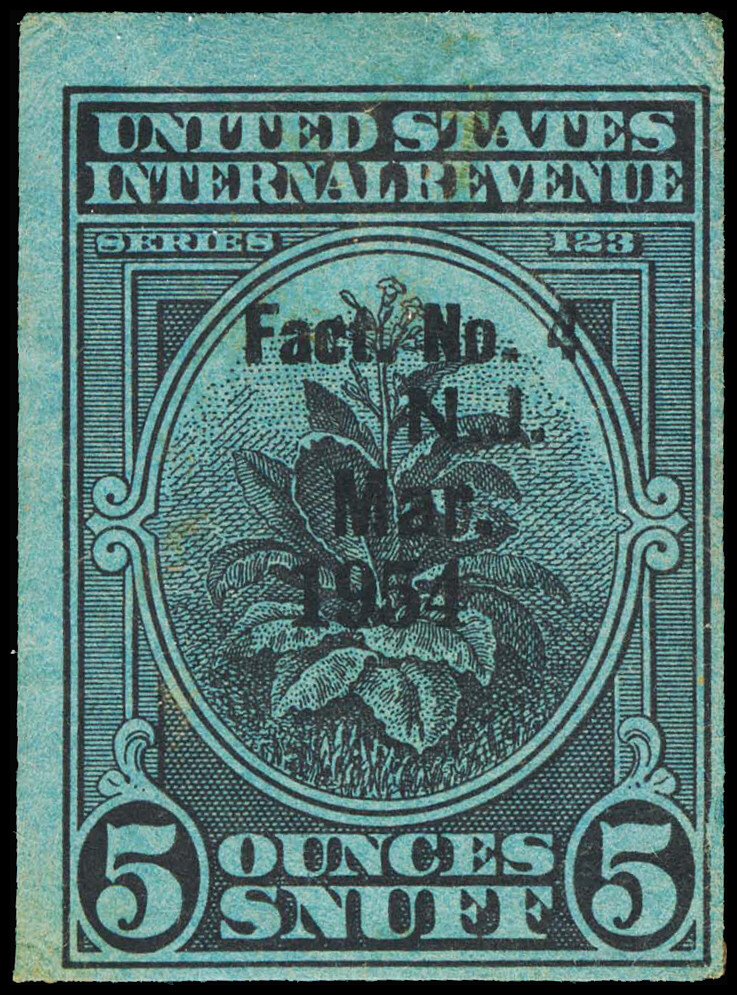 UNITED STATES
INTERNAL REVENUE
SERIES 123
Fact. No. 4
N.J.
Mar.
1954
5 OUNCES 5
SNUFF